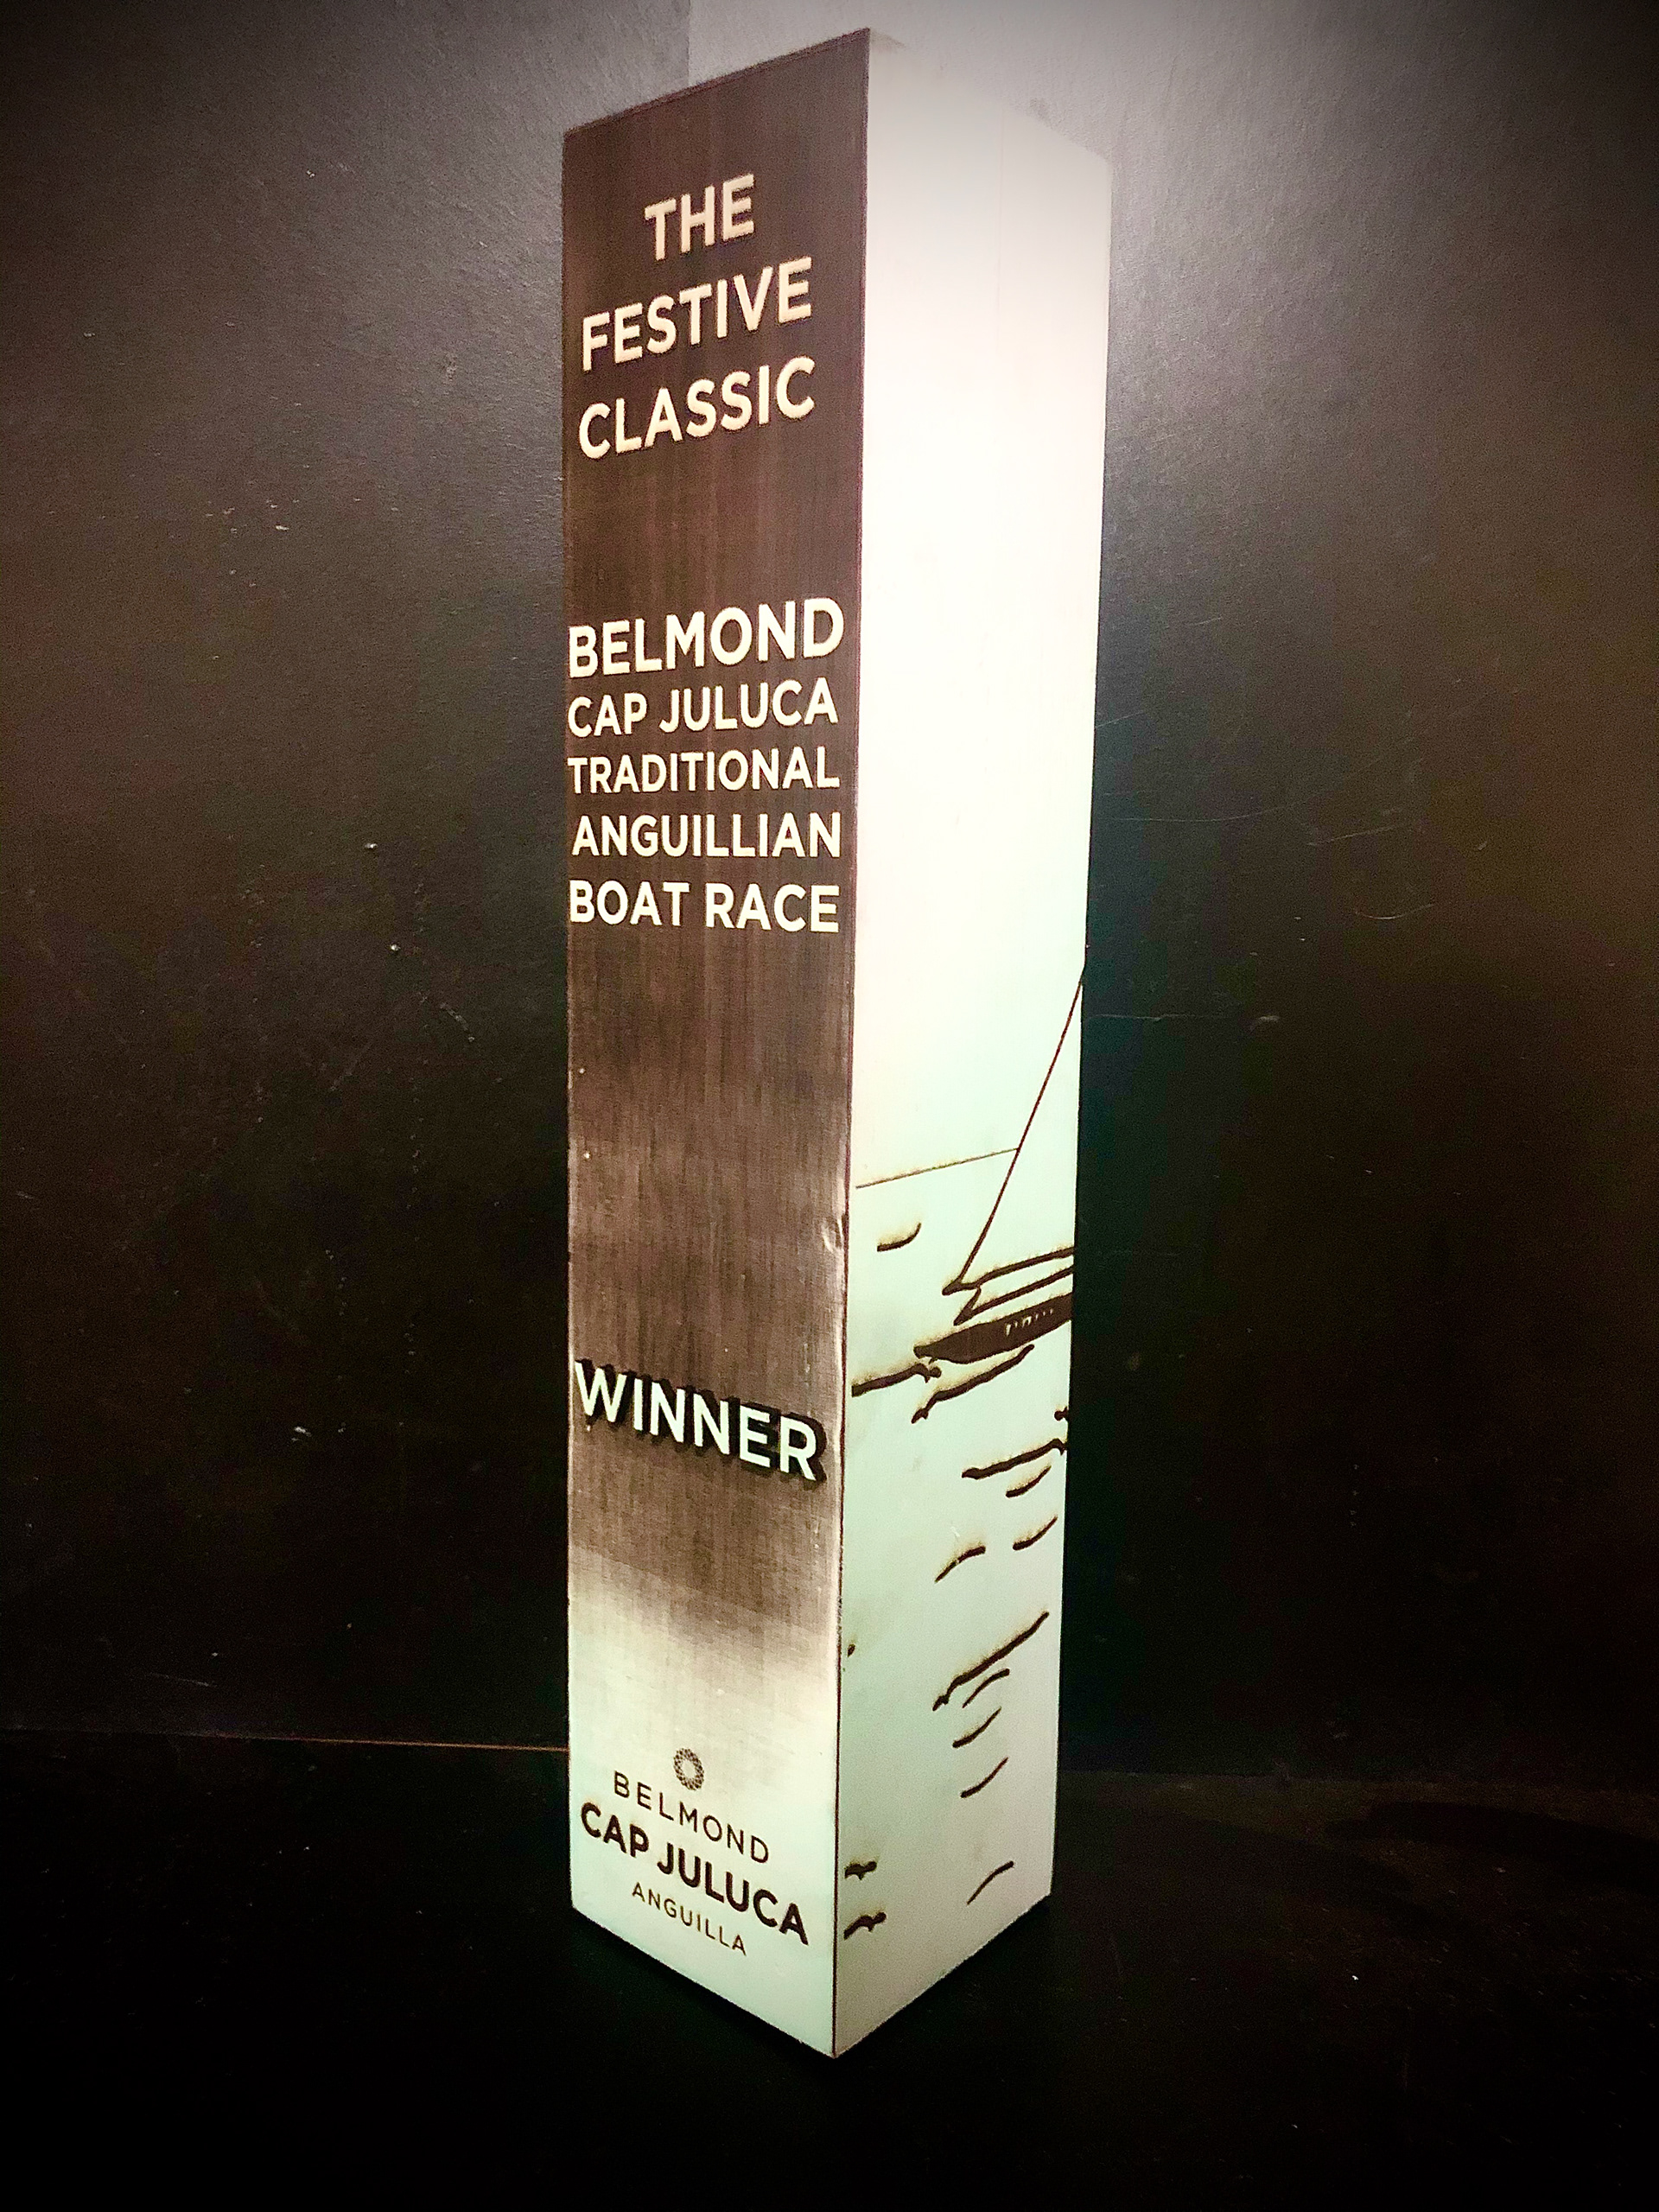 THE
FESTIVE
CLASSIC
BELMOND
CAP JULUCA
TRADITIONAL
ANGUILLIAN
BOAT RACE
WINNER
BELMOND
CAP JULUCA
ANGUILLA